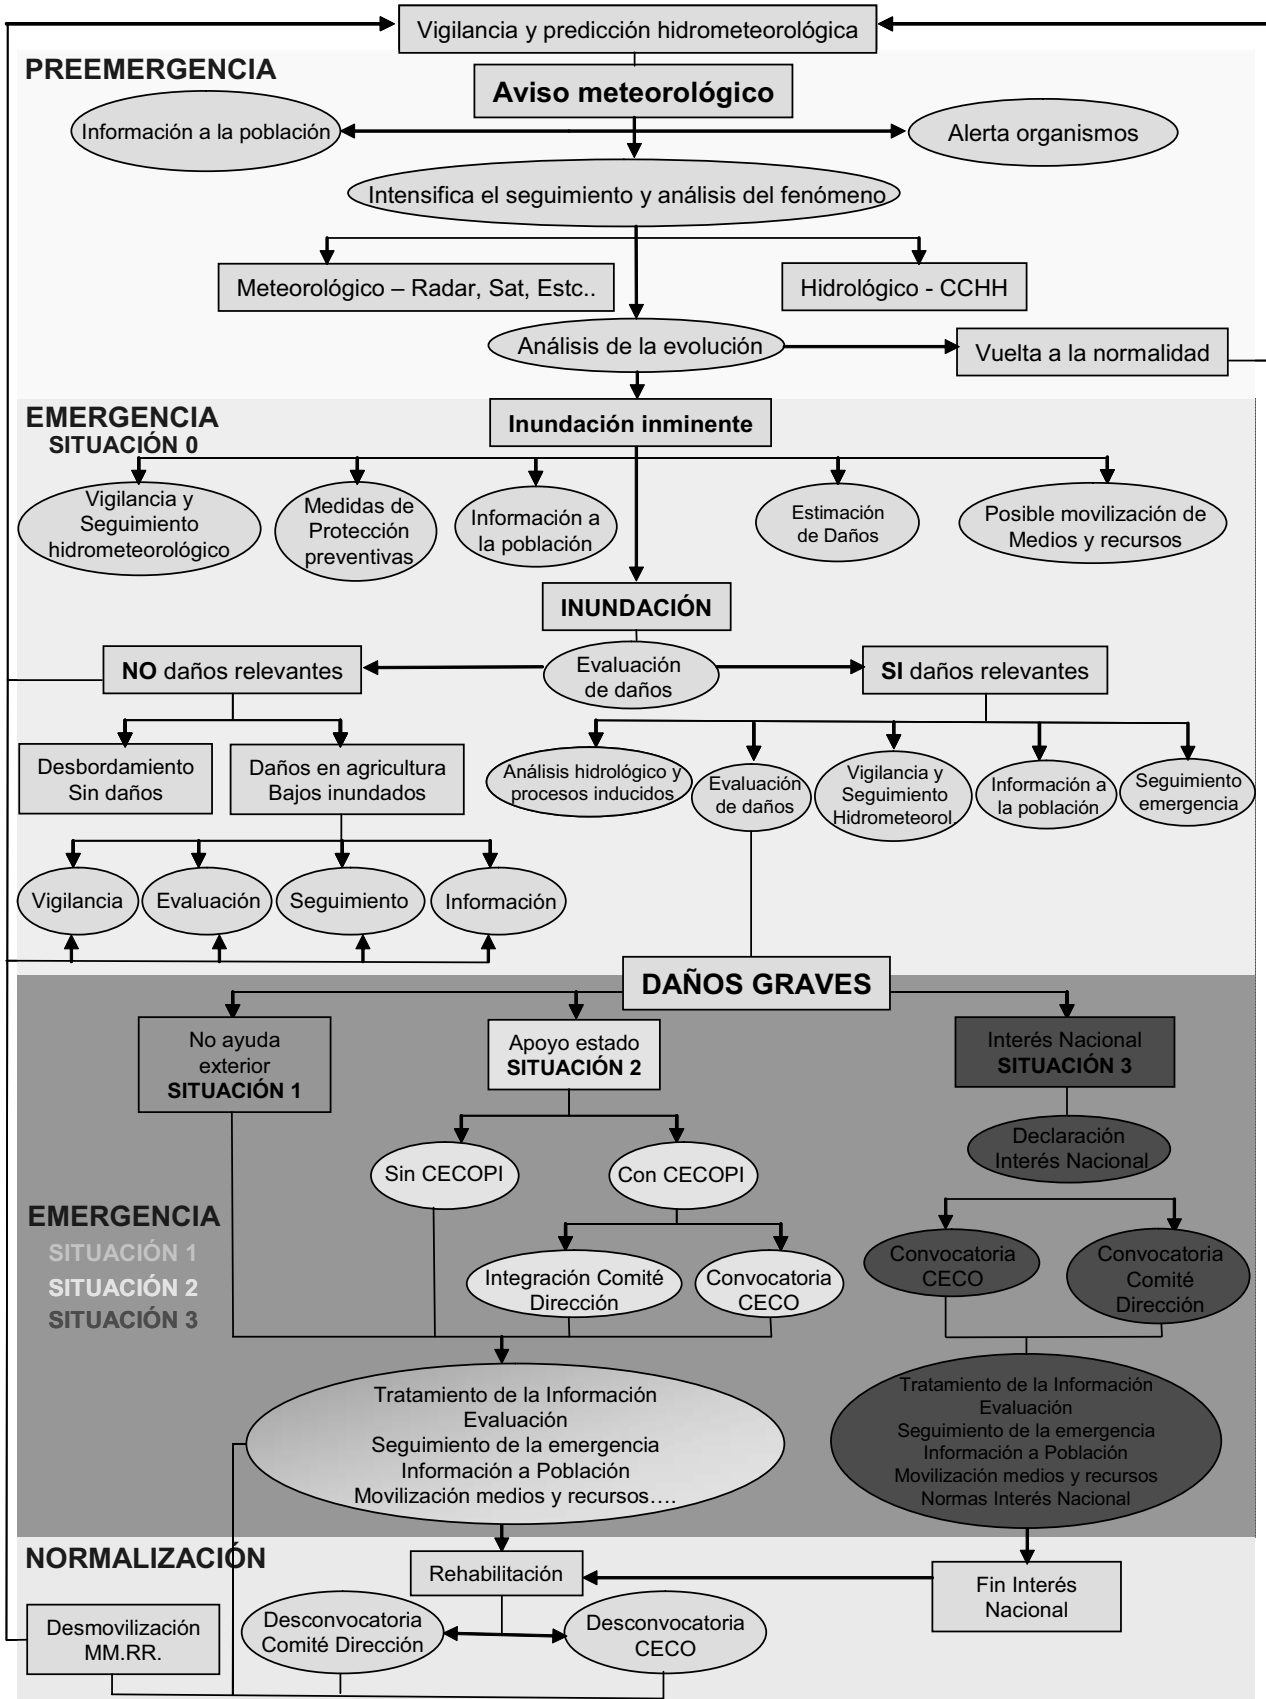 Vigilancia y predicción hidrometeorológica
PREEMERGENCIA
Aviso meteorológico
Información a la población
Alerta organismos
Intensifica el seguimiento y análisis del fenómeno
Meteorológico – Radar, Sat, Estc..
Hidrológico - CCHH
Análisis de la evolución
Vuelta a la normalidad
EMERGENCIA
SITUACIÓN 0
Inundación inminente
Vigilancia y
Seguimiento
hidrometeorológico
Medidas de
Protección
preventivas
Información a
la población
Estimación
de Daños
Posible movilización de
Medios y recursos
INUNDACIÓN
NO daños relevantes
Evaluación
de daños
SI daños relevantes
Desbordamiento
Sin daños
Daños en agricultura
Bajos inundados
Análisis hidrológico y
procesos inducidos
Evaluación
de daños
Vigilancia y
Seguimiento
Hidrometeorol.
Información a
la población
Seguimiento
emergencia
Vigilancia
Evaluación
Seguimiento
Información
DAÑOS GRAVES
No ayuda
exterior
SITUACIÓN 1
Apoyo estado
SITUACIÓN 2
Interés Nacional
SITUACIÓN 3
Sin CECOPI
Con CECOPI
Declaración
Interés Nacional
EMERGENCIA
SITUACIÓN 1
SITUACIÓN 2
SITUACIÓN 3
Integración Comité
Dirección
Convocatoria
CECO
Convocatoria
CECO
Convocatoria
Comité
Dirección
Tratamiento de la Información
Evaluación
Seguimiento de la emergencia
Información a Población
Movilización medios y recursos….
Tratamiento de la Información
Evaluación
Seguimiento de la emergencia
Información a Población
Movilización medios y recursos
Normas Interés Nacional
NORMALIZACIÓN
Rehabilitación
Fin Interés
Nacional
Desmovilización
MM.RR.
Desconvocatoria
Comité Dirección
Desconvocatoria
CECO